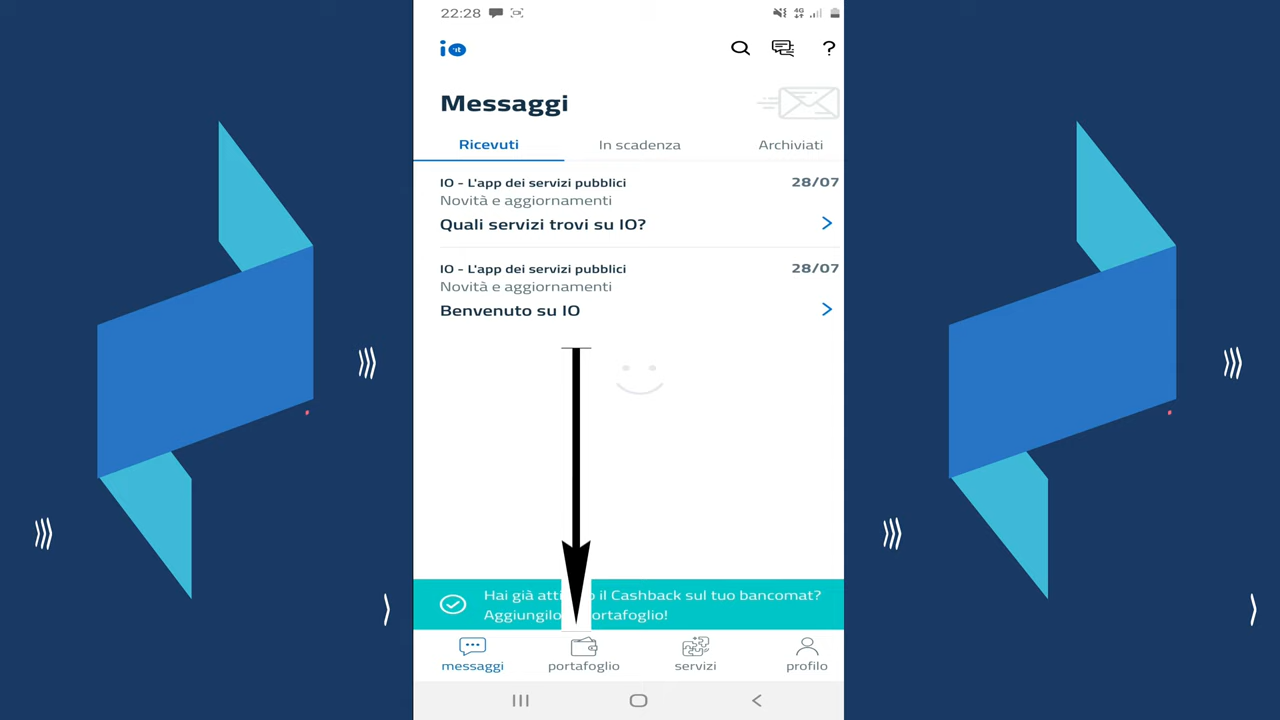 22:28
4G
io it
?
Messaggi
Ricevuti In scadenza Archiviati
IO - L'app dei servizi pubblici 28/07
Novità e aggiornamenti
Quali servizi trovi su IO?
IO - L'app dei servizi pubblici 28/07
Novità e aggiornamenti
Benvenuto su IO
Hai già att o il Cashback sul tuo bancomat?
Aggiungilo ortafoglio!
messaggi portafoglio servizi profilo